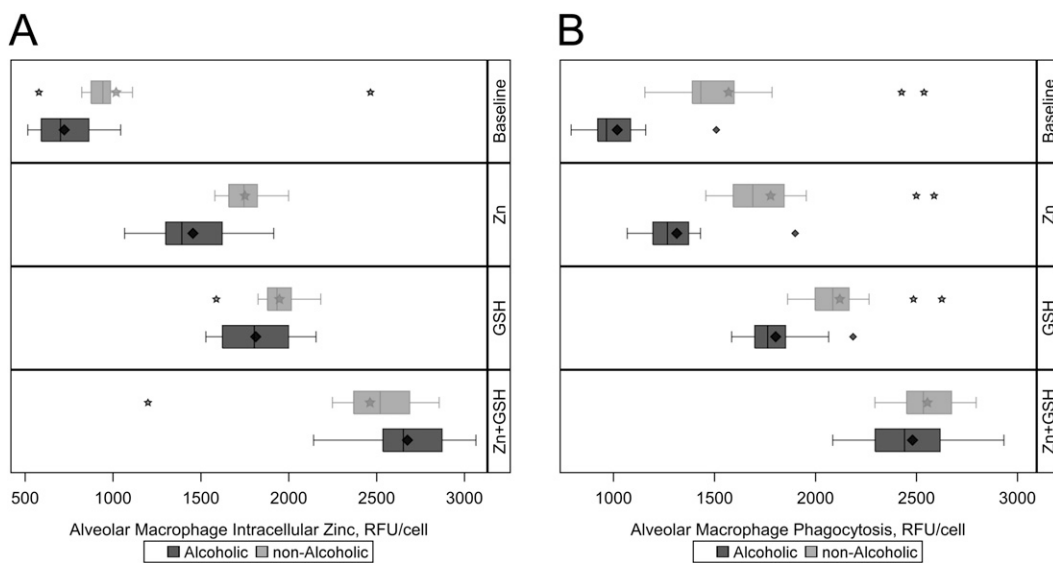 A
Baseline
Zn
GSH
Zn+GSH
500 1000 1500 2000 2500 3000
Alveolar Macrophage Intracellular Zinc, RFU/cell
Alcoholic non-Alcoholic
B
Baseline
Zn
GSH
Zn+GSH
1000 1500 2000 2500 3000
Alveolar Macrophage Phagocytosis, RFU/cell
Alcoholic non-Alcoholic